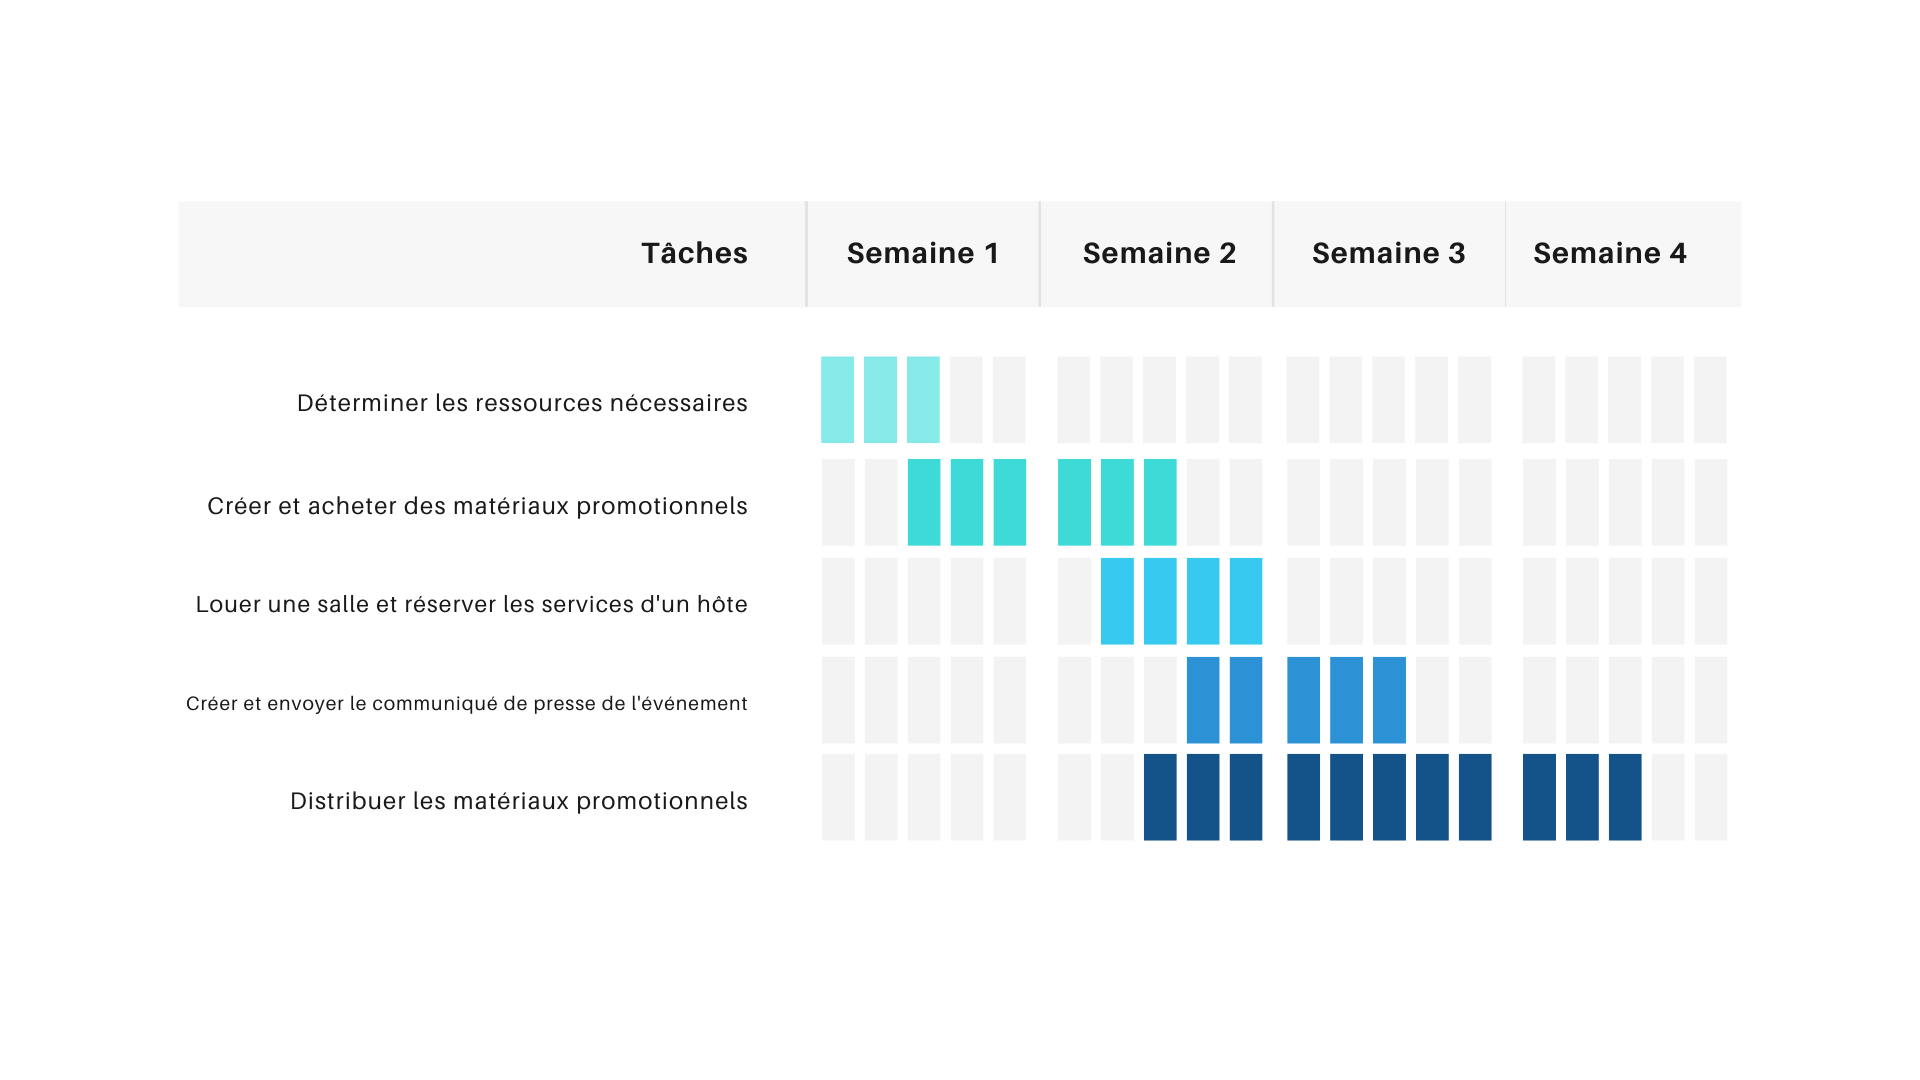 Tâches
Semaine 1
Semaine 2
Semaine 3
Semaine 4
Déterminer les ressources nécessaires
Créer et acheter des matériaux promotionnels
Louer une salle et réserver les services d'un hôte
Créer et envoyer le communiqué de presse de l'événement
Distribuer les matériaux promotionnels